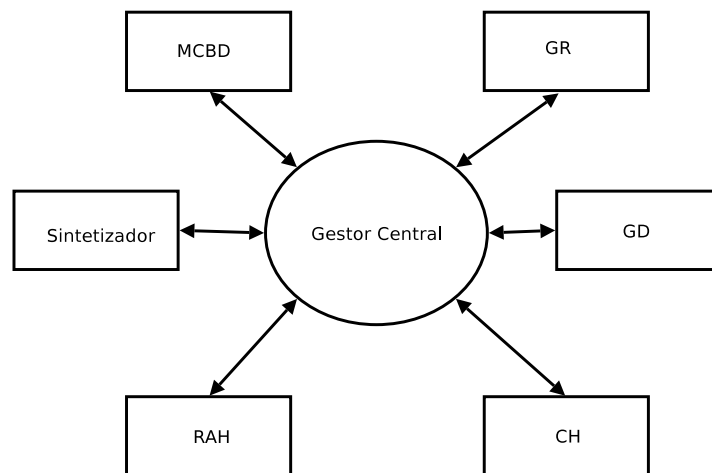 MCBD
GR
Sintetizador
Gestor Central
GD
RAH
CH